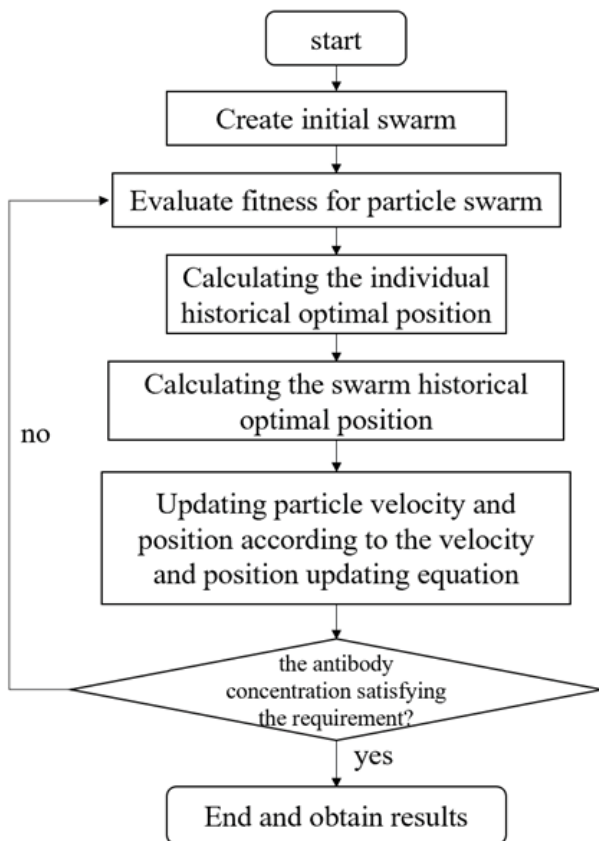 start
Create initial swarm
Evaluate fitness for particle swarm
Calculating the individual
historical optimal position
Calculating the swarm historical
optimal position
no
Updating particle velocity and
position according to the velocity
and position updating equation
the antibody
concentration satisfying
the requirement?
yes
End and obtain results